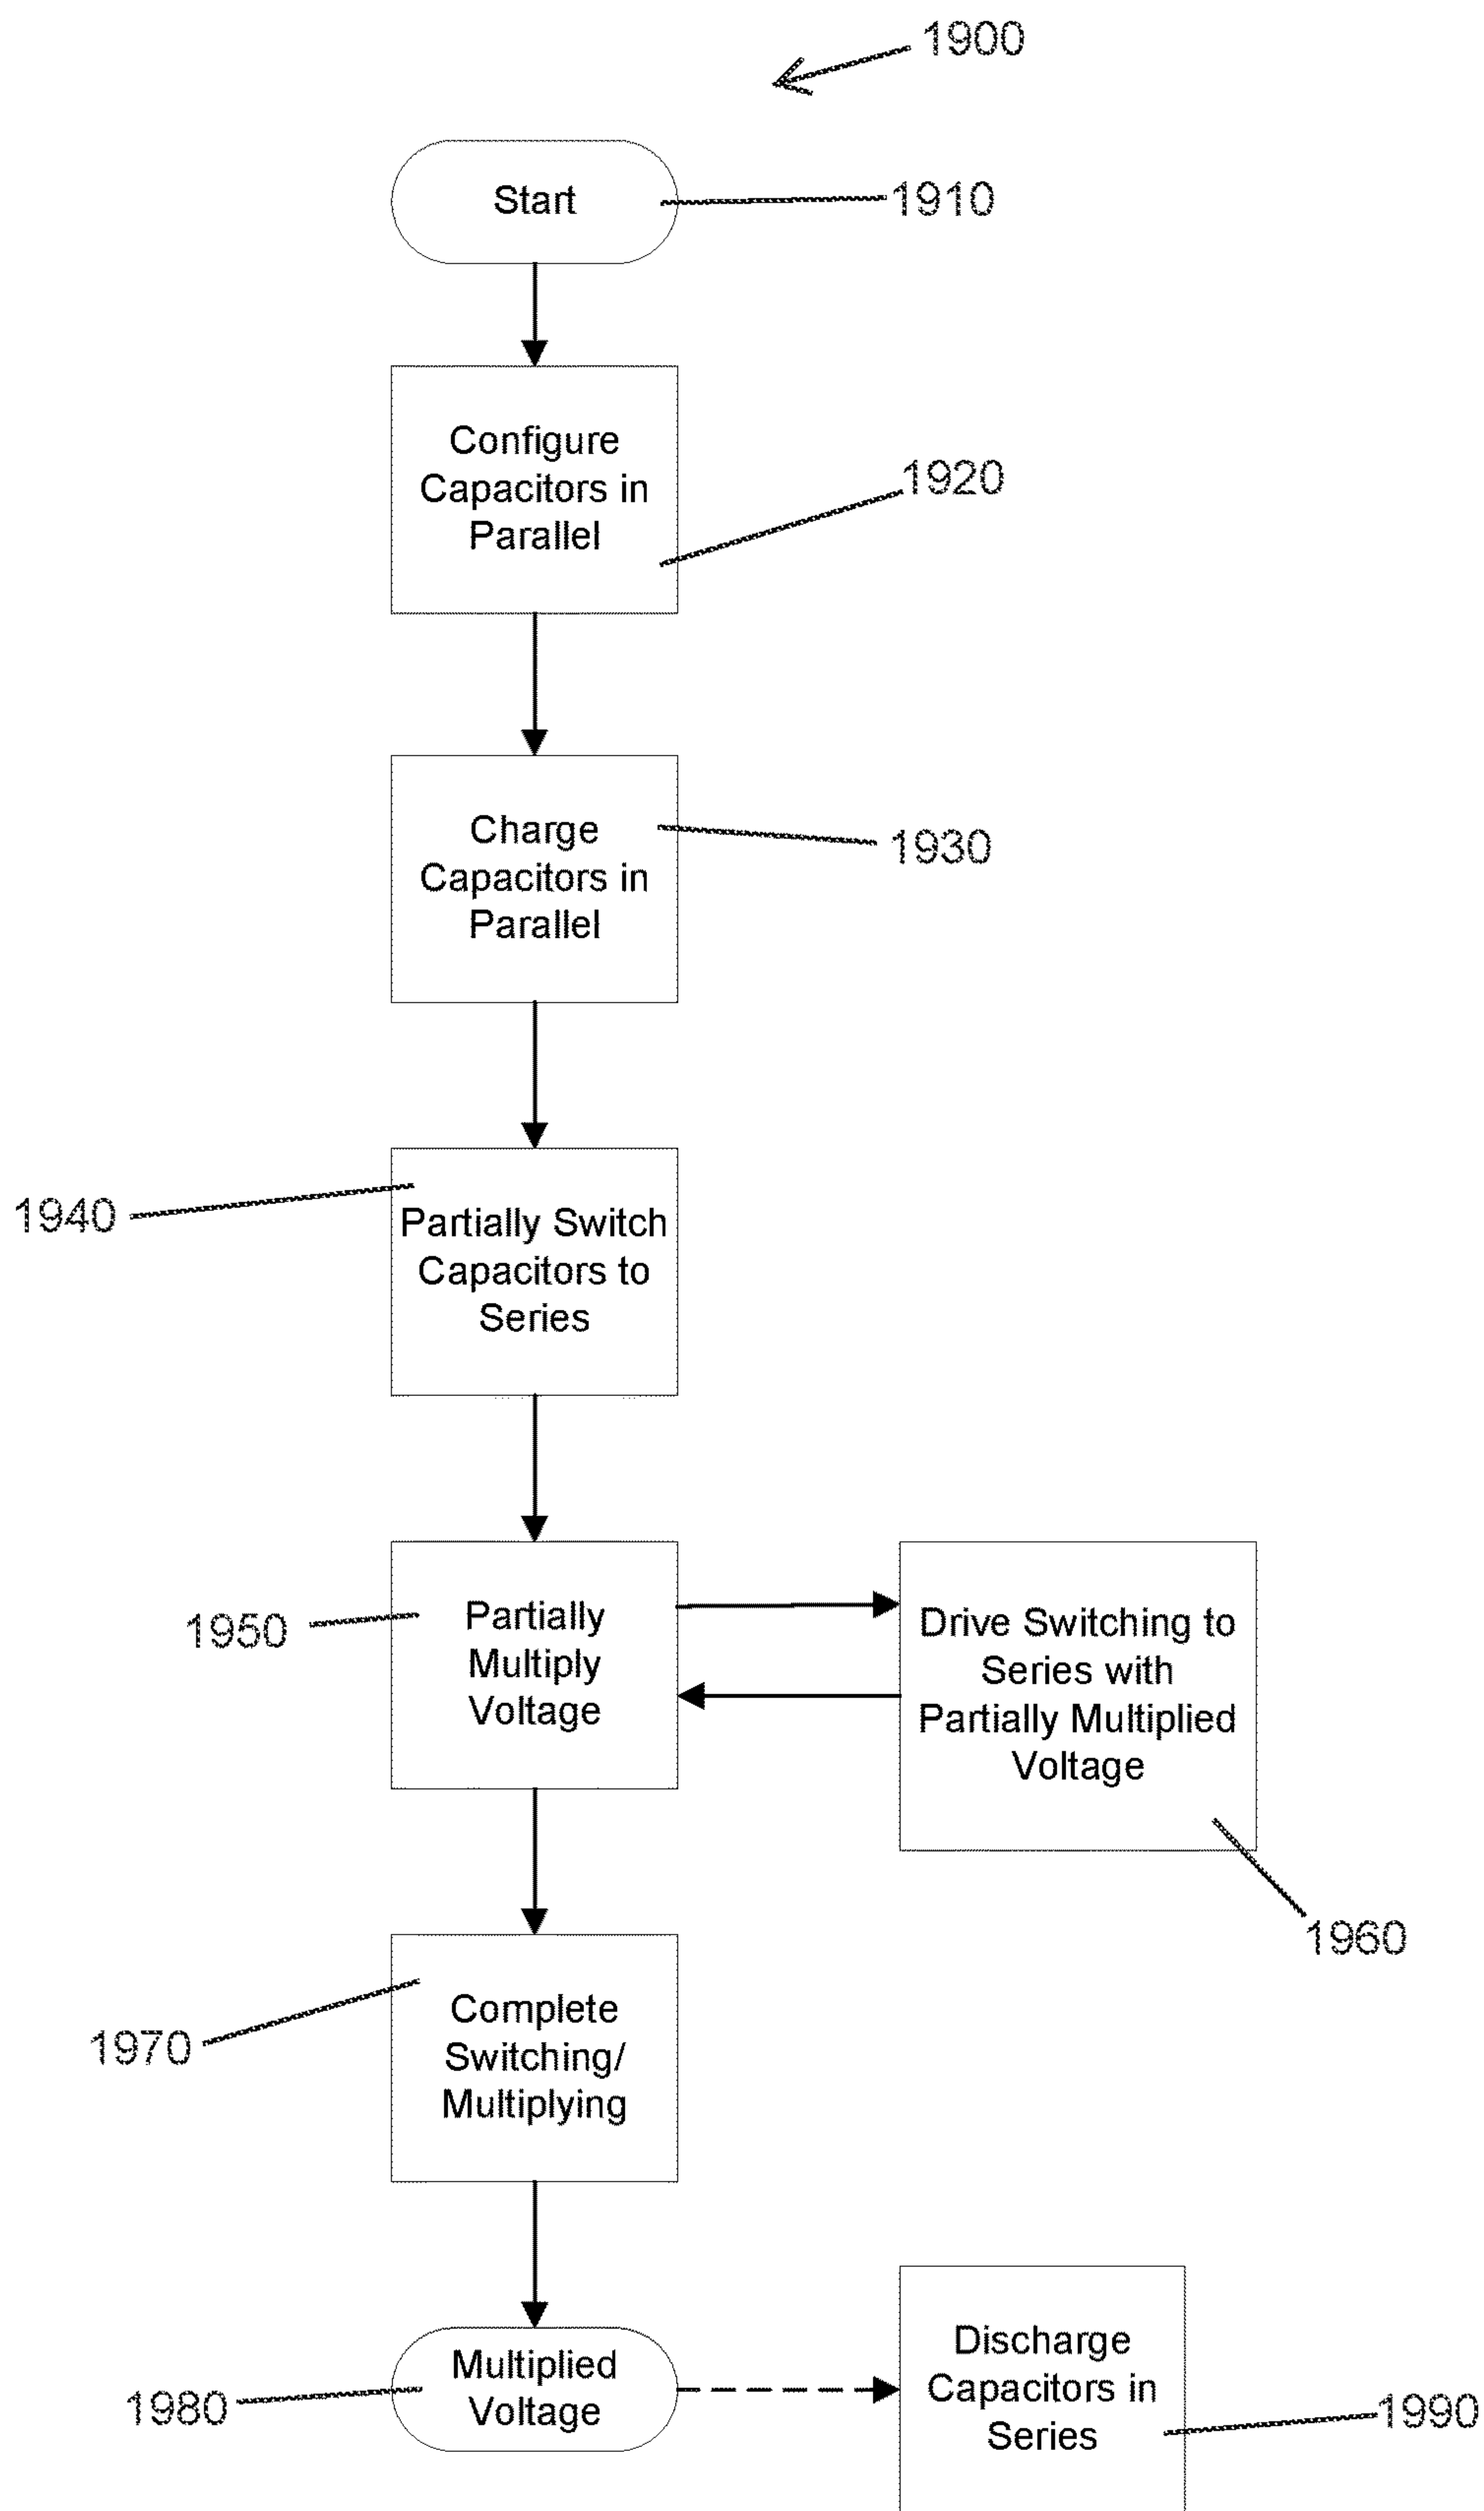 1900
Start
1910
Configure
Capacitors in
Parallel
1920
Charge
Capacitors in
Parallel
1930
1940
Partially Switch
Capacitors to
Series
1950
Partially
Multiply
Voltage
Drive Switching to
Series with
Partially Multiplied
Voltage
1960
1970
Complete
Switching/
Multiplying
1980
Multiplied
Voltage
Discharge
Capacitors in
Series
1990